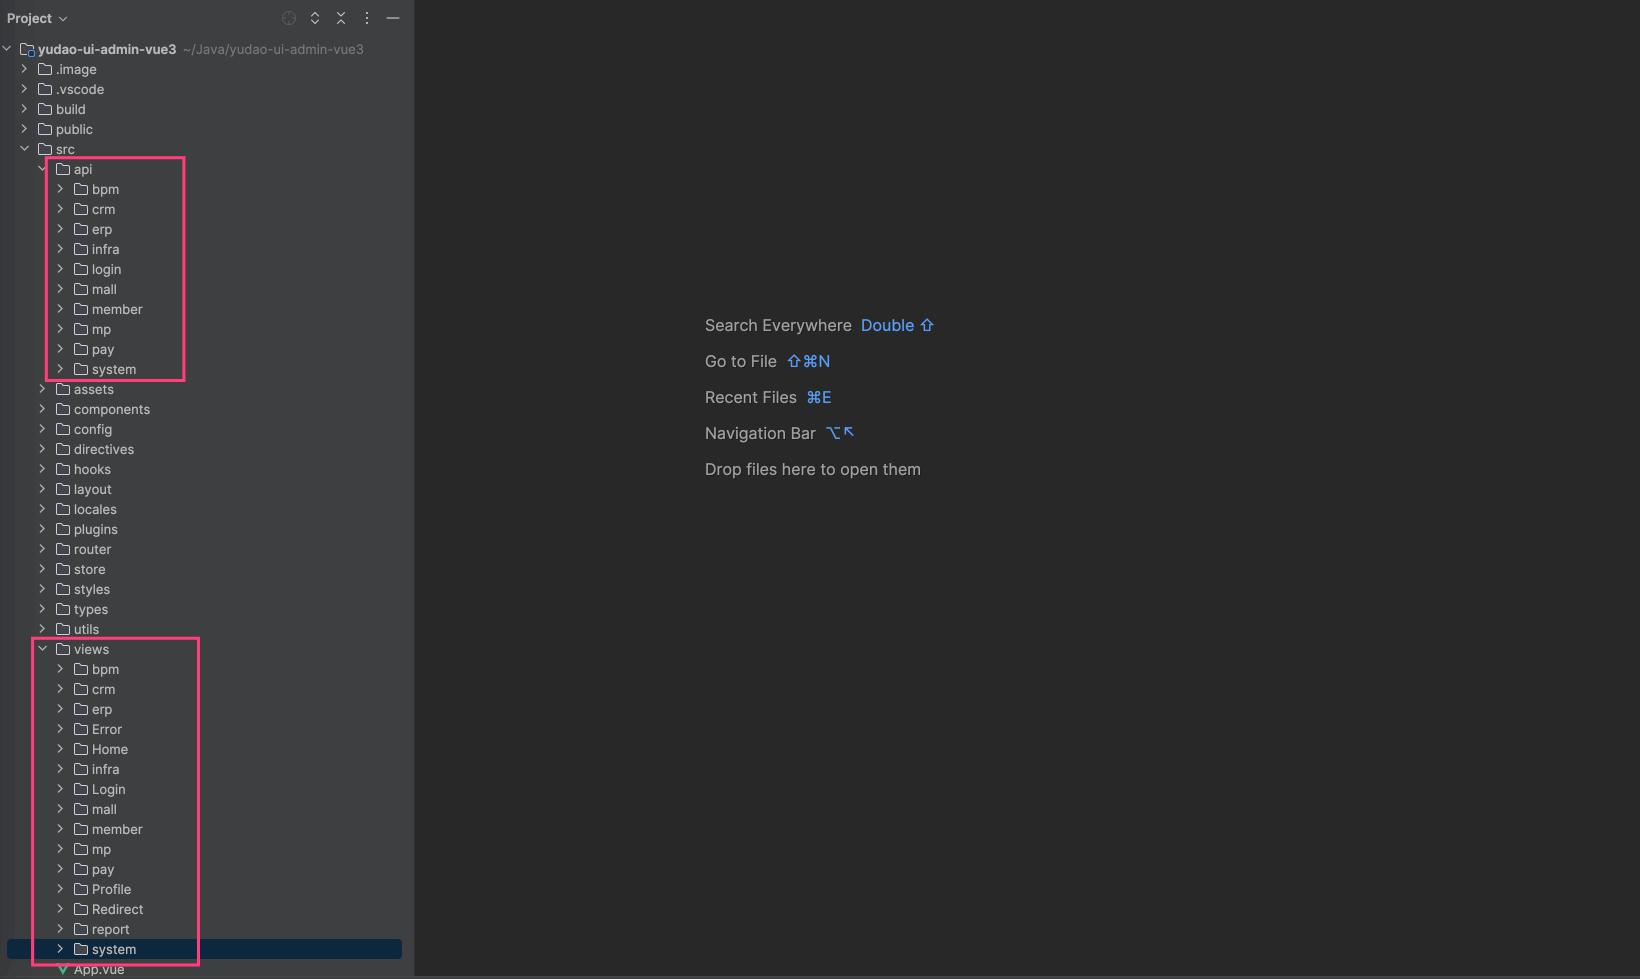 Project
yudao-ui-admin-vue3 ~/Java/yudao-ui-admin-vue3
.image
.vscode
build
public
src
api
bpm
crm
erp
infra
login
mall
member
mp
pay
system
assets
components
config
directives
hooks
layout
locales
plugins
router
store
styles
types
utils
views
bpm
crm
erp
Error
Home
infra
Login
mall
member
mp
pay
Profile
Redirect
report
system
App.vue
Search Everywhere Double ⇧
Go to File ⇧⌘N
Recent Files ⌘E
Navigation Bar ⌥↖
Drop files here to open them